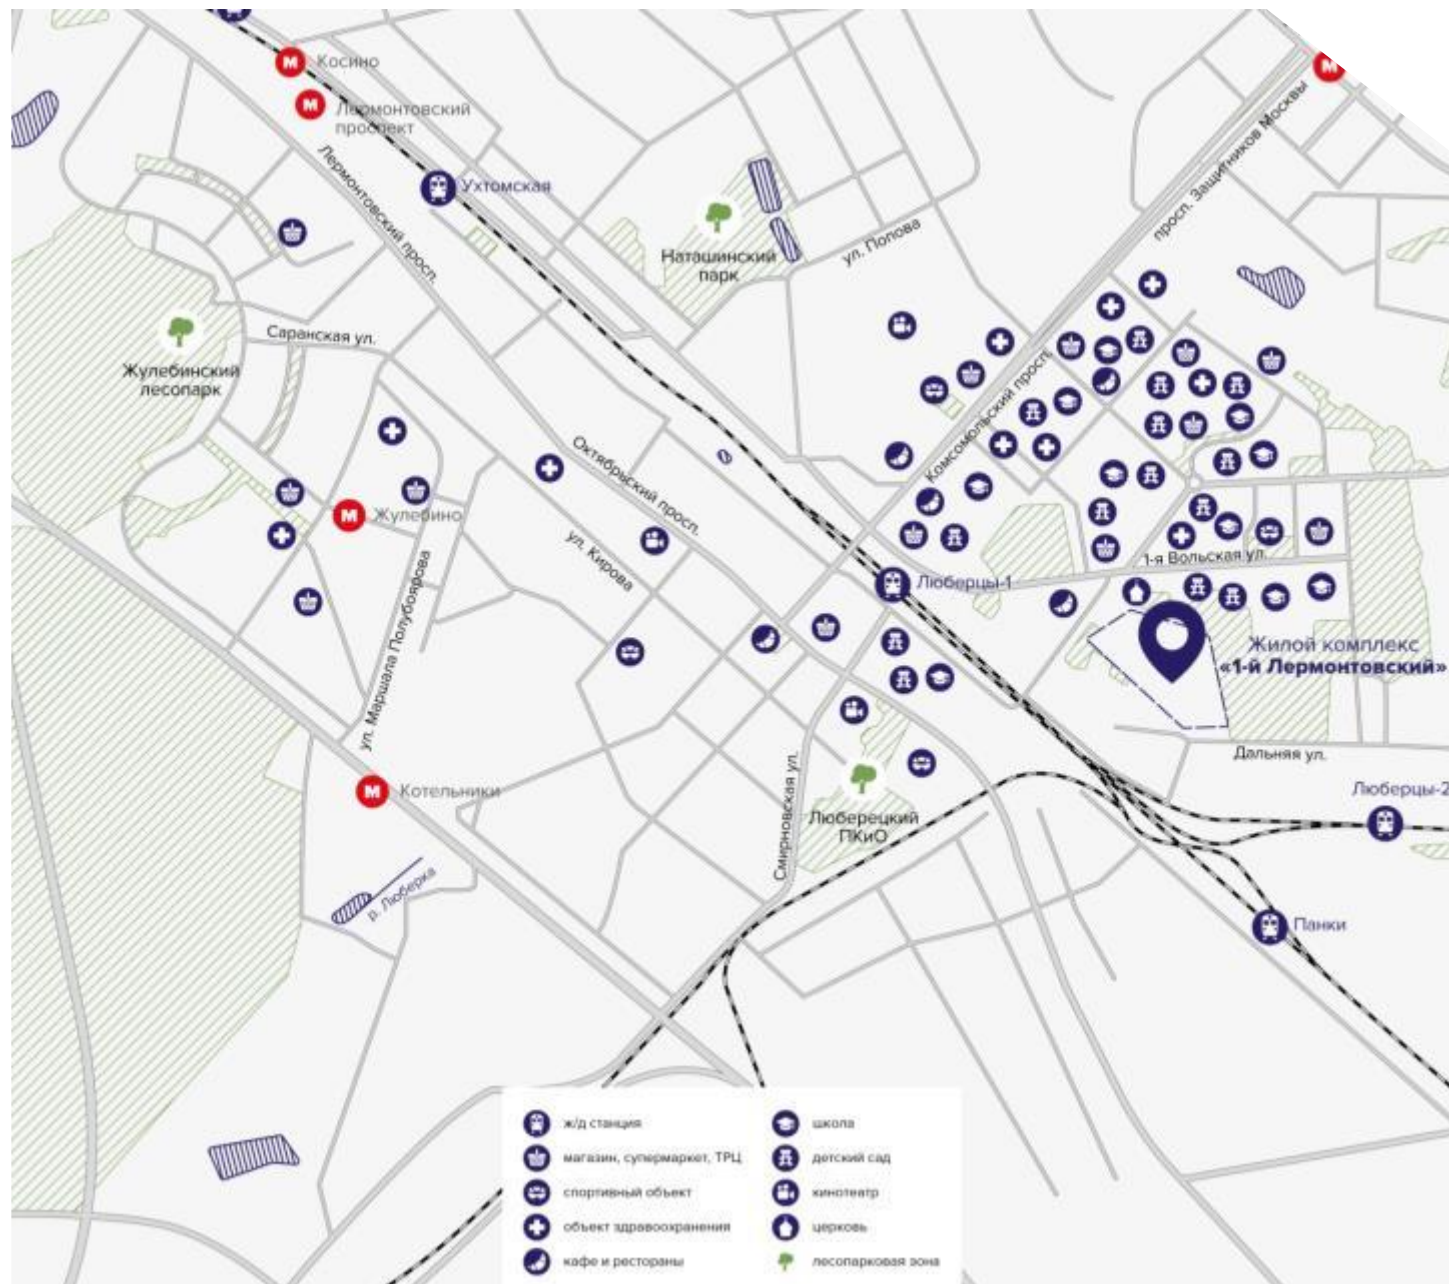 М
Косино
М
Лермонтовский
проспект
М
просп. Защитников Москвы
Лермонтовский просп.
Ухтомская
Наташинский
парк
ул. Попова
Саранская ул.
Жулебинский
лесопарк
Комсомольский просп.
Октябрьский просп.
М
Жулебино
ул. Кирова
1-я Вольская ул.
Люберцы-1
ул. Маршала Полубоярова
Жилой комплекс
«1-й Лермонтовский»
Дальняя ул.
М
Котельники
Смирновская ул.
Люберецкий
ПКиО
Люберцы-2
р. Люберка
Панки
ж/д станция
магазин, супермаркет, ТРЦ
спортивный объект
объект здравоохранения
кафе и рестораны
школа
детский сад
кинотеатр
церковь
лесопарковая зона